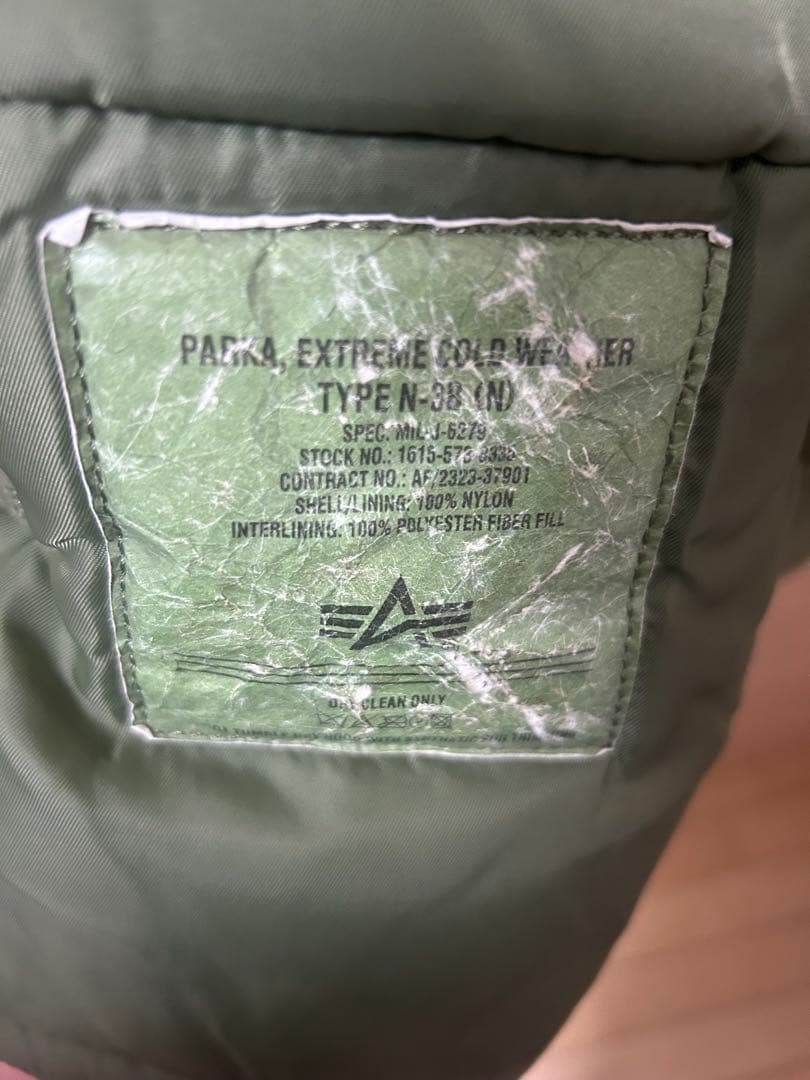 PARKA, EXTREME COLD WEATHER
TYPE N-3B (N)
SPEC. MIL-J-6279
STOCK NO.: 1615-573-8338
CONTRACT NO.: AF/2323-37901
SHELL/LINING: 100% NYLON
INTERLINING: 100% POLYESTER FIBER FILL
DRY CLEAN ONLY